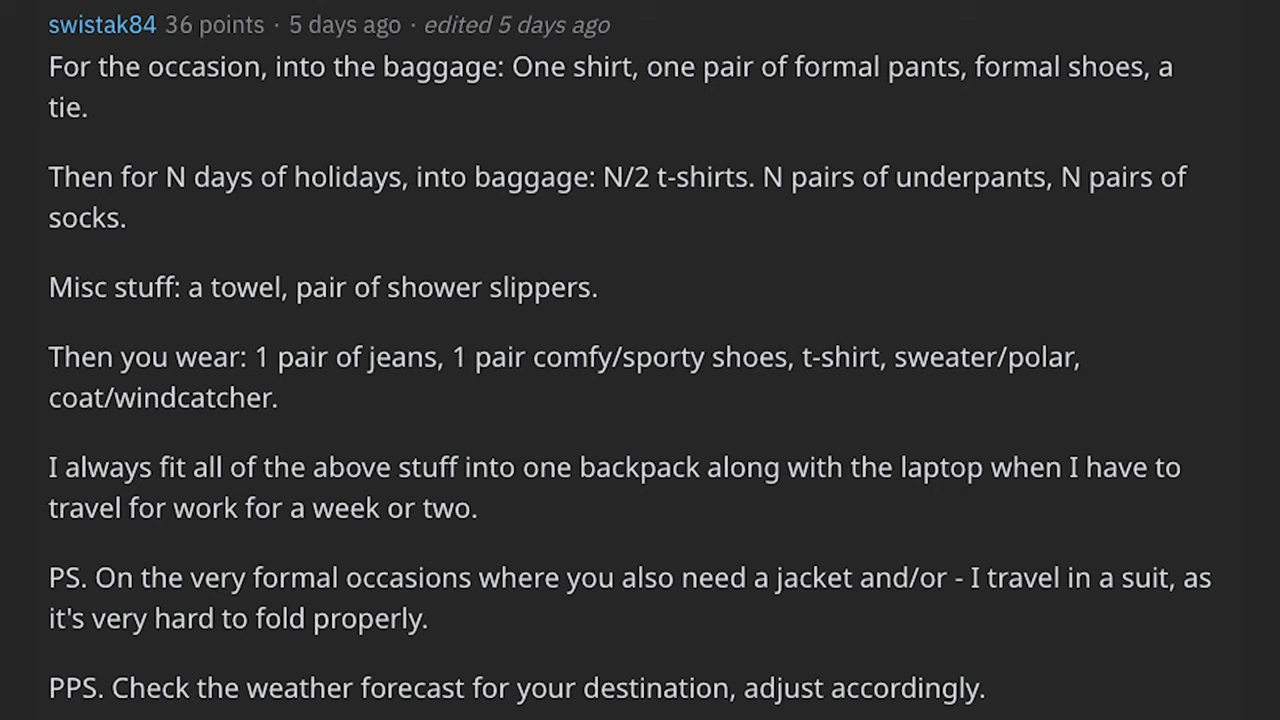 swistak84 36 points · 5 days ago · edited 5 days ago
For the occasion, into the baggage: One shirt, one pair of formal pants, formal shoes, a
tie.
Then for N days of holidays, into baggage: N/2 t-shirts. N pairs of underpants, N pairs of
socks.
Misc stuff: a towel, pair of shower slippers.
Then you wear: 1 pair of jeans, 1 pair comfy/sporty shoes, t-shirt, sweater/polar,
coat/windcatcher.
I always fit all of the above stuff into one backpack along with the laptop when I have to
travel for work for a week or two.
PS. On the very formal occasions where you also need a jacket and/or - I travel in a suit, as
it's very hard to fold properly.
PPS. Check the weather forecast for your destination, adjust accordingly.